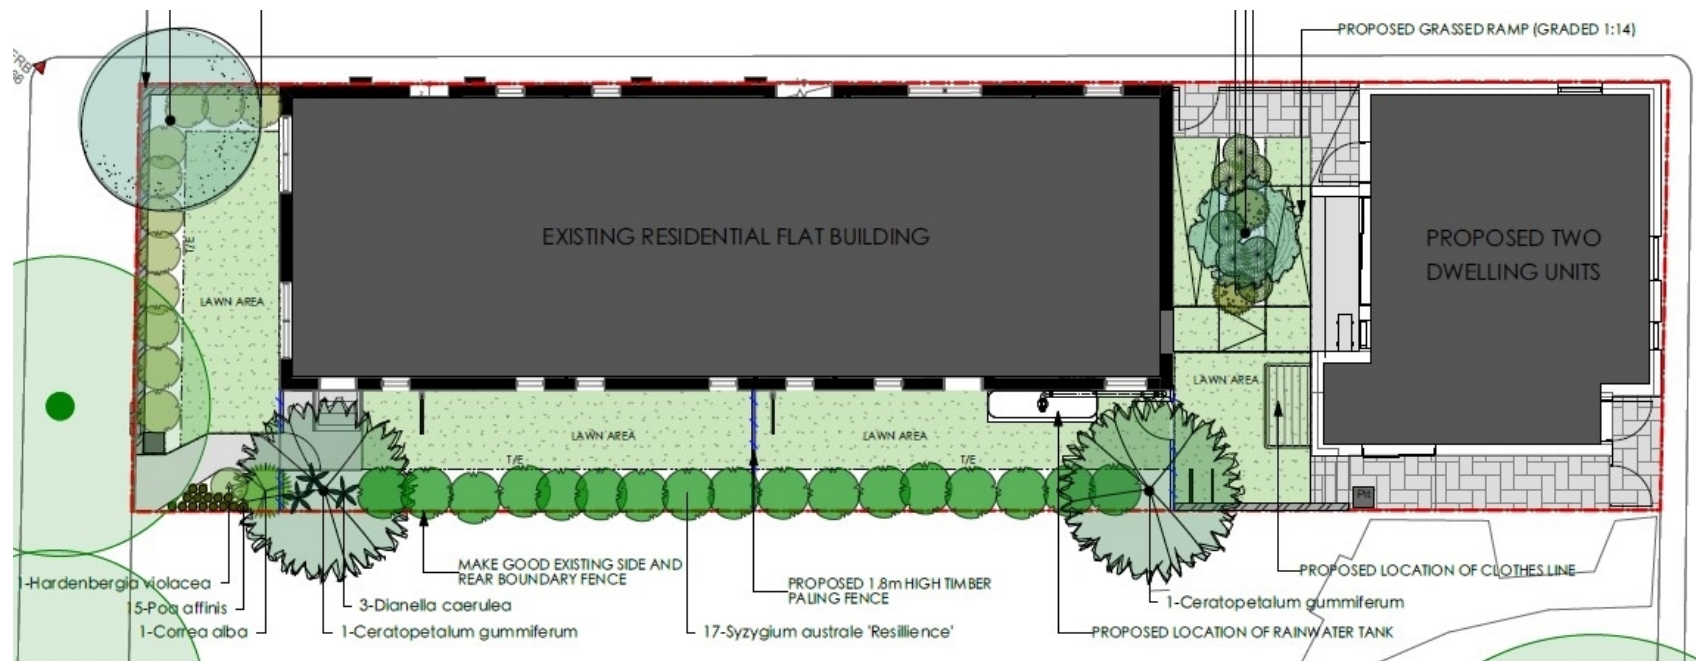 PROPOSED GRASSED RAMP (GRADED 1:14)
EXISTING RESIDENTIAL FLAT BUILDING
PROPOSED TWO
DWELLING UNITS
T/E
LAWN AREA
LAWN AREA
LAWN AREA
LAWN AREA
T/E
T/E
Pit
MAKE GOOD EXISTING SIDE AND
REAR BOUNDARY FENCE
PROPOSED 1.8m HIGH TIMBER
PALING FENCE
PROPOSED LOCATION OF CLOTHES LINE
1-Hardenbergia violacea
15-Poa affinis
3-Dianella caerulea
1-Ceratopetalum gummiferum
1-Correa alba
1-Ceratopetalum gummiferum
17-Syzygium australe 'Resillience'
PROPOSED LOCATION OF RAINWATER TANK